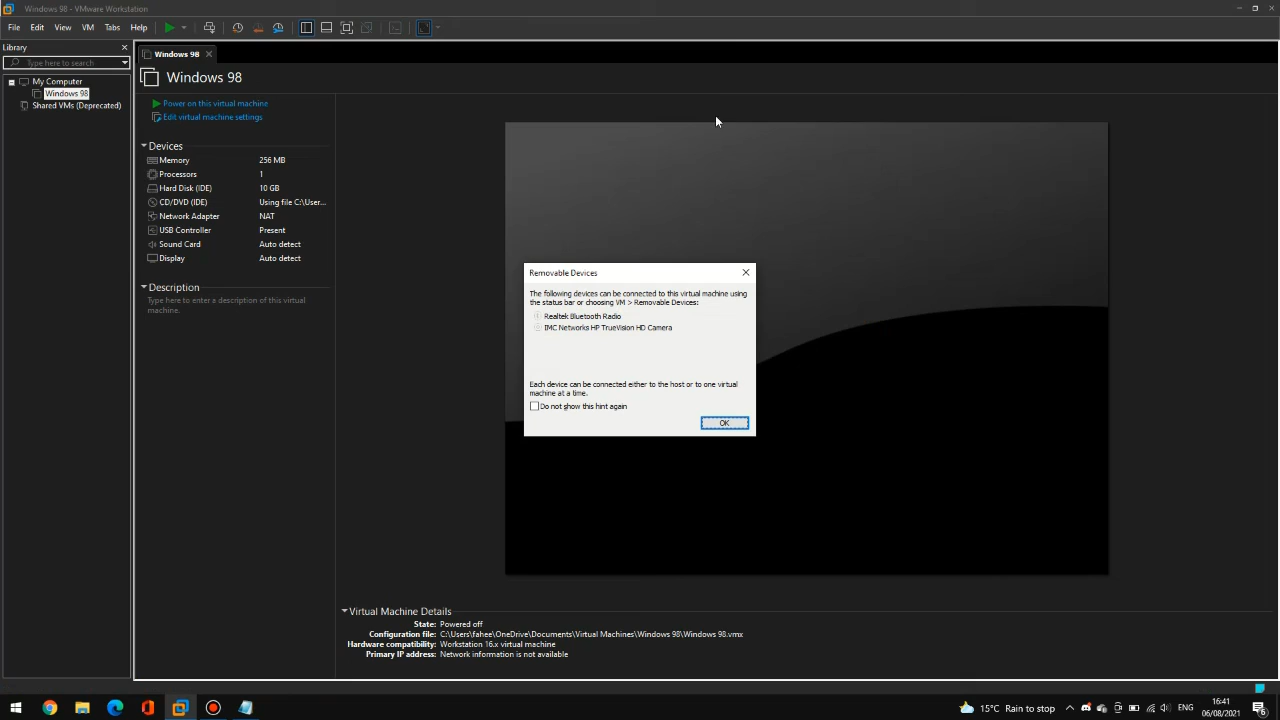 Windows 98 - VMware Workstation
File Edit View VM Tabs Help
Library
Type here to search
My Computer
Windows 98
Shared VMs (Deprecated)
Windows 98
Windows 98
Power on this virtual machine
Edit virtual machine settings
Devices
Memory 256 MB
Processors 1
Hard Disk (IDE) 10 GB
CD/DVD (IDE) Using file C:\User...
Network Adapter NAT
USB Controller Present
Sound Card Auto detect
Display Auto detect
Description
Type here to enter a description of this virtual
machine.
Removable Devices
The following devices can be connected to this virtual machine using
the status bar or choosing VM > Removable Devices:
Realtek Bluetooth Radio
IMC Networks HP TrueVision HD Camera
Each device can be connected either to the host or to one virtual
machine at a time.
Do not show this hint again
OK
Virtual Machine Details
State: Powered off
Configuration file: C:\Users\fahee\OneDrive\Documents\Virtual Machines\Windows 98\Windows 98.vmx
Hardware compatibility: Workstation 16.x virtual machine
Primary IP address: Network information is not available
15°C Rain to stop
ENG
16:41
06/08/2021
6